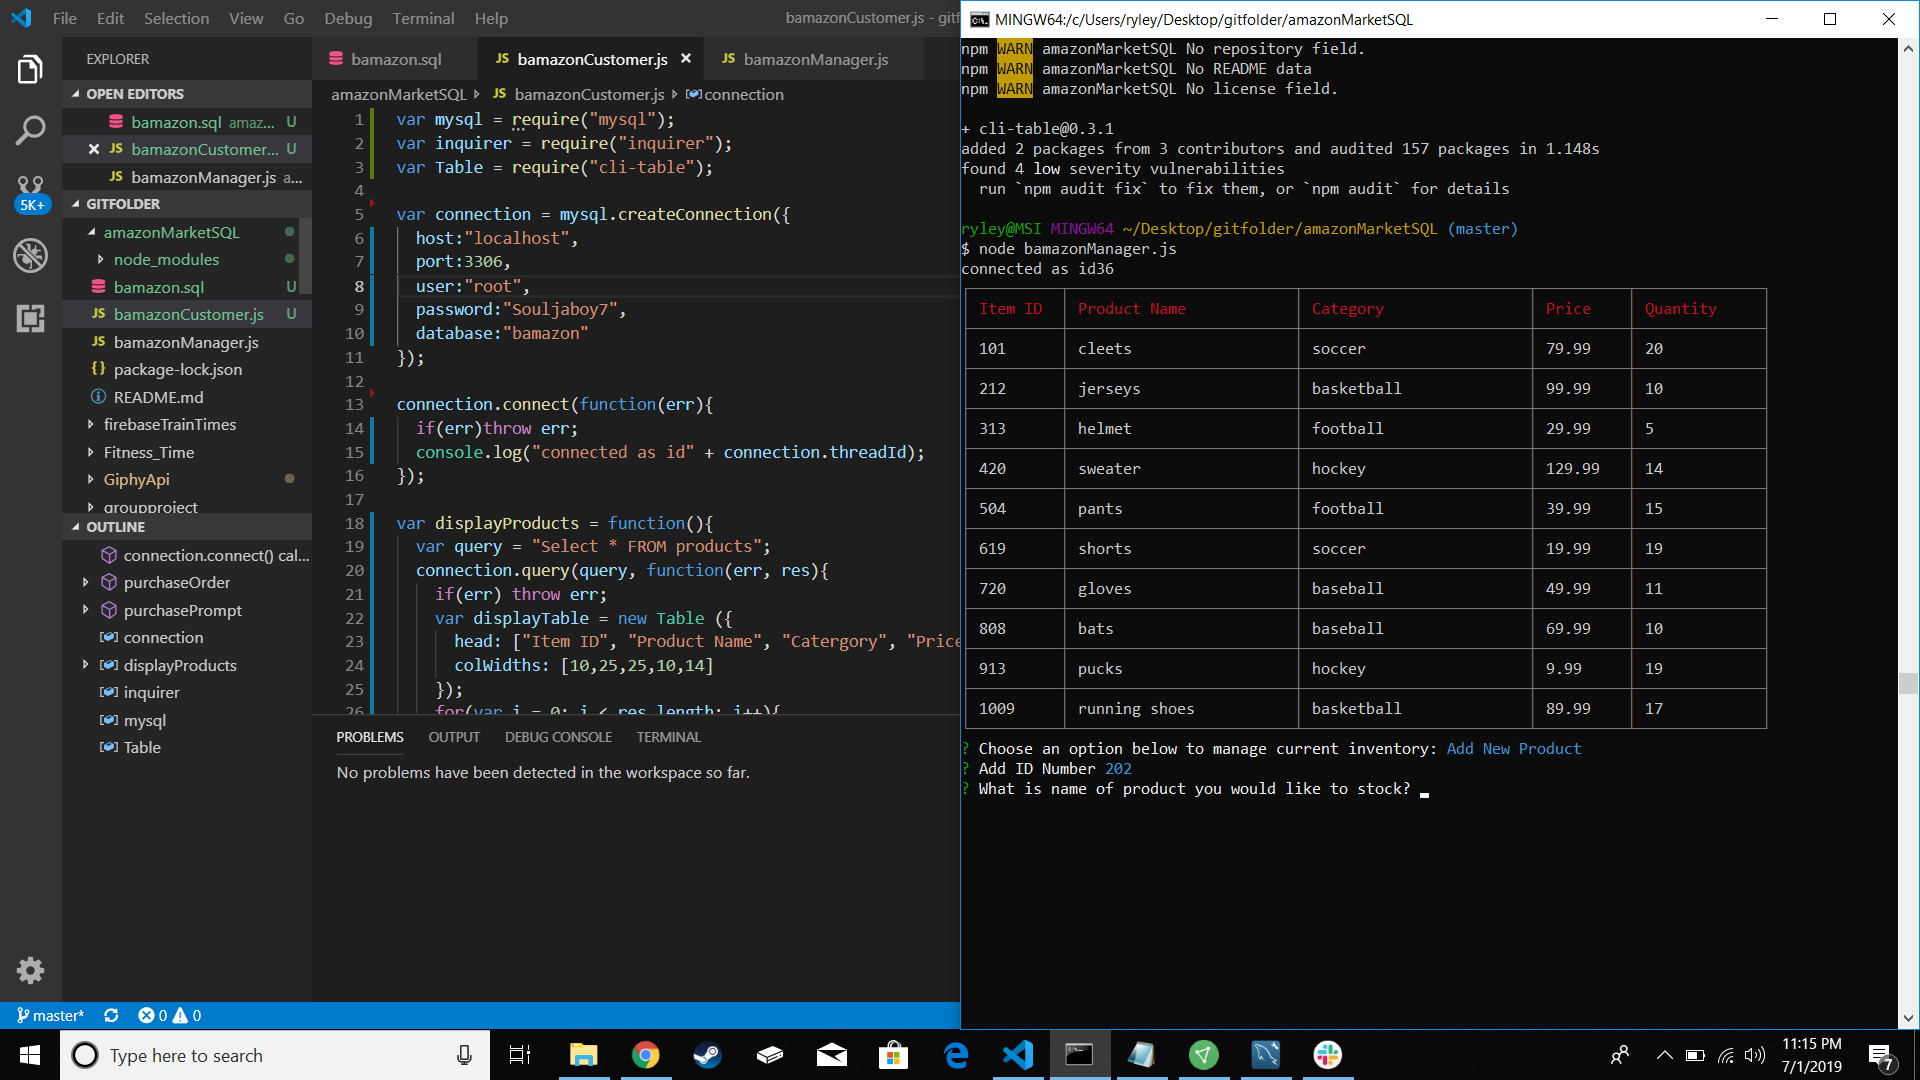 File Edit Selection View Go Debug Terminal Help
bamazonCustomer.js - gitf
EXPLORER
OPEN EDITORS
bamazon.sql amaz... U
bamazonCustomer... U
bamazonManager.js a...
GITFOLDER
amazonMarketSQL
node_modules
bamazon.sql U
bamazonCustomer.js U
bamazonManager.js
package-lock.json
README.md
firebaseTrainTimes
Fitness_Time
GiphyApi
groupproject
OUTLINE
connection.connect() cal...
purchaseOrder
purchasePrompt
connection
displayProducts
inquirer
mysql
Table
5K+
bamazon.sql
JS bamazonCustomer.js
JS bamazonManager.js
amazonMarketSQL JS bamazonCustomer.js connection
1 var mysql = require("mysql");
2 var inquirer = require("inquirer");
3 var Table = require("cli-table");
4
5 var connection = mysql.createConnection({
6 host:"localhost",
7 port:3306,
8 user:"root",
9 password:"Souljaboy7",
10 database:"bamazon"
11 });
12
13 connection.connect(function(err){
14 if(err)throw err;
15 console.log("connected as id" + connection.threadId);
16 });
17
18 var displayProducts = function(){
19 var query = "Select * FROM products";
20 connection.query(query, function(err, res){
21 if(err) throw err;
22 var displayTable = new Table ({
23 head: ["Item ID", "Product Name", "Catergory", "Price
24 colWidths: [10,25,25,10,14]
25 });
26 for(var i = 0; i < res.length; i++){
PROBLEMS OUTPUT DEBUG CONSOLE TERMINAL
No problems have been detected in the workspace so far.
master* 0 0
MINGW64:/c/Users/ryley/Desktop/gitfolder/amazonMarketSQL
npm WARN amazonMarketSQL No repository field.
npm WARN amazonMarketSQL No README data
npm WARN amazonMarketSQL No license field.
+ cli-table@0.3.1
added 2 packages from 3 contributors and audited 157 packages in 1.148s
found 4 low severity vulnerabilities
run `npm audit fix` to fix them, or `npm audit` for details
ryley@MSI MINGW64 ~/Desktop/gitfolder/amazonMarketSQL (master)
$ node bamazonManager.js
connected as id36
Item ID Product Name Category Price Quantity
101 cleets soccer 79.99 20
212 jerseys basketball 99.99 10
313 helmet football 29.99 5
420 sweater hockey 129.99 14
504 pants football 39.99 15
619 shorts soccer 19.99 19
720 gloves baseball 49.99 11
808 bats baseball 69.99 10
913 pucks hockey 9.99 19
1009 running shoes basketball 89.99 17
? Choose an option below to manage current inventory: Add New Product
? Add ID Number 202
? What is name of product you would like to stock?
Type here to search
11:15 PM
7/1/2019
7